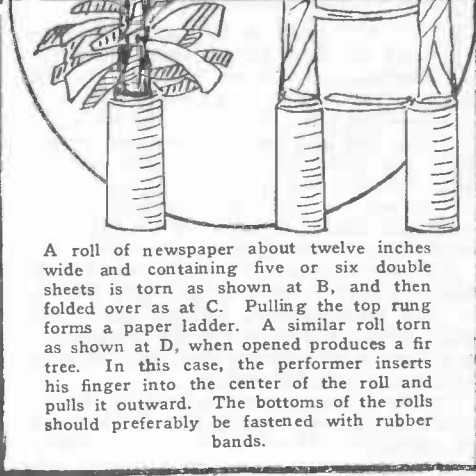 A roll of newspaper about twelve inches
wide and containing five or six double
sheets is torn as shown at B, and then
folded over as at C. Pulling the top rung
forms a paper ladder. A similar roll torn
as shown at D, when opened produces a fir
tree. In this case, the performer inserts
his finger into the center of the roll and
pulls it outward. The bottoms of the rolls
should preferably be fastened with rubber
bands.